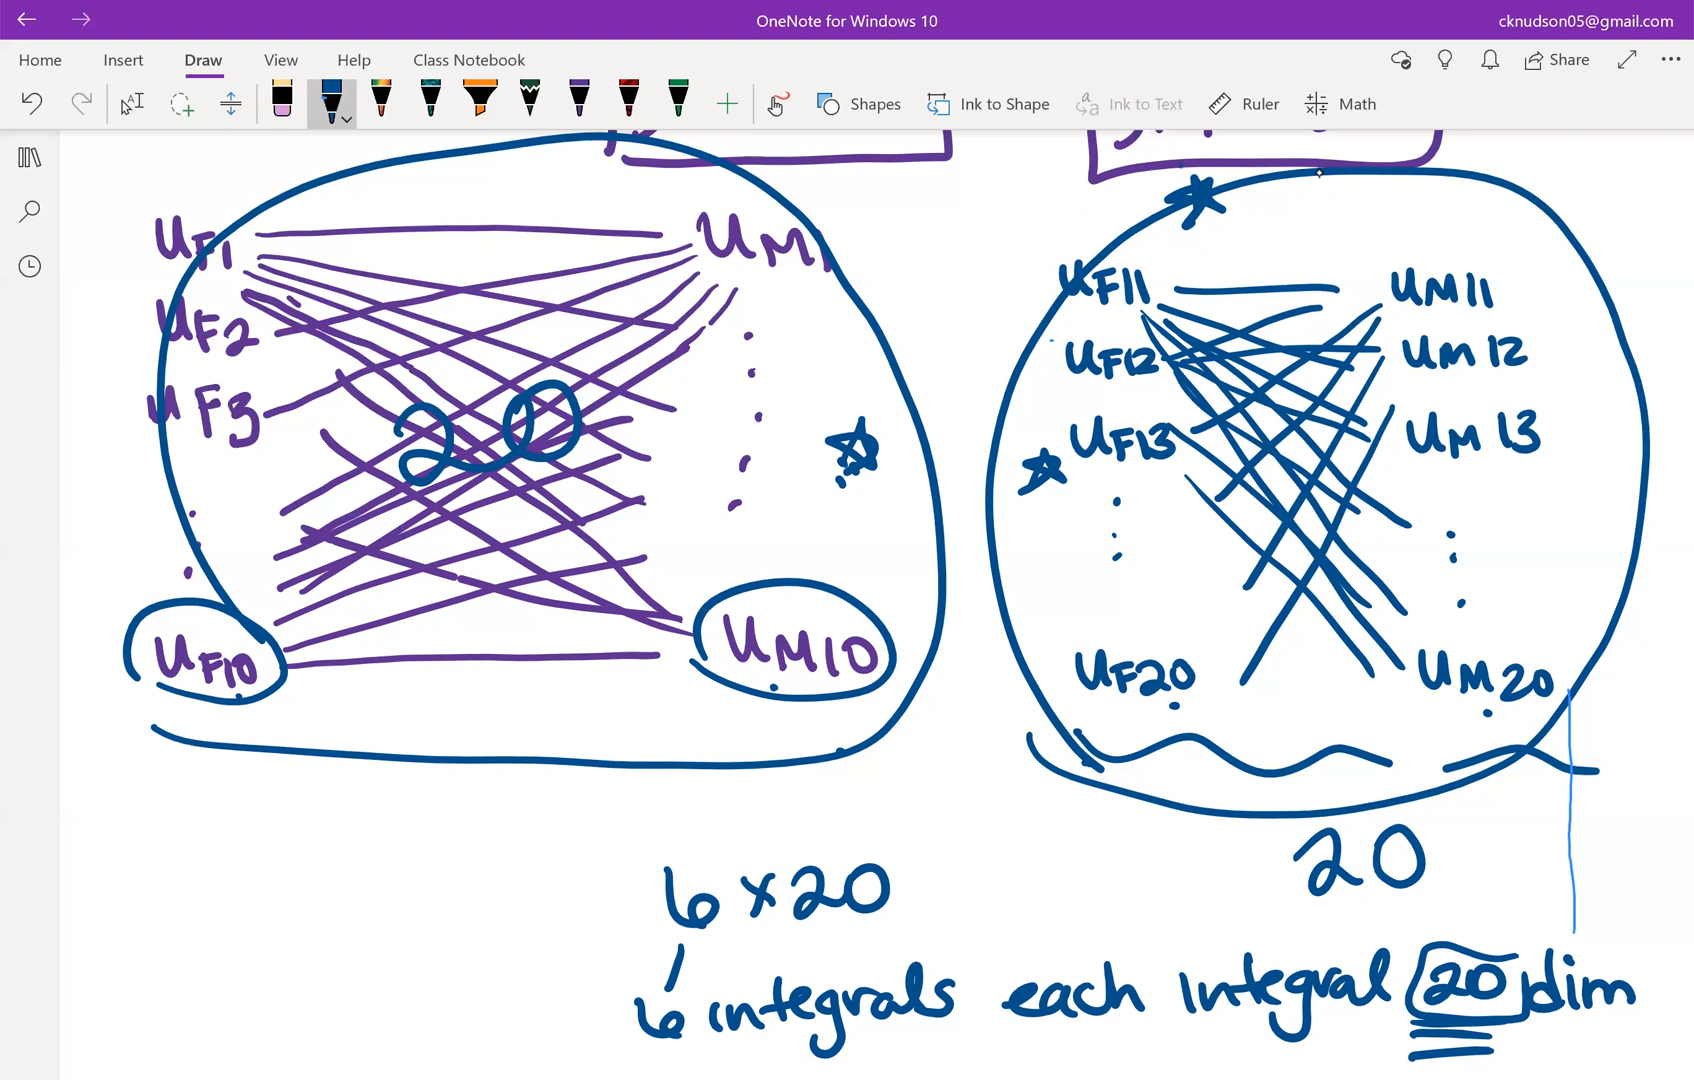 OneNote for Windows 10
cknudson05@gmail.com
Home Insert Draw View Help Class Notebook
Share
Shapes Ink to Shape Ink to Text Ruler Math
UF1 UM1
UF2
UF3
20
UF10 UM10
UF11 UM11
UF12 UM12
UF13 UM13
UF20 UM20
20
6 x 20
6 integrals each integral 20 dim